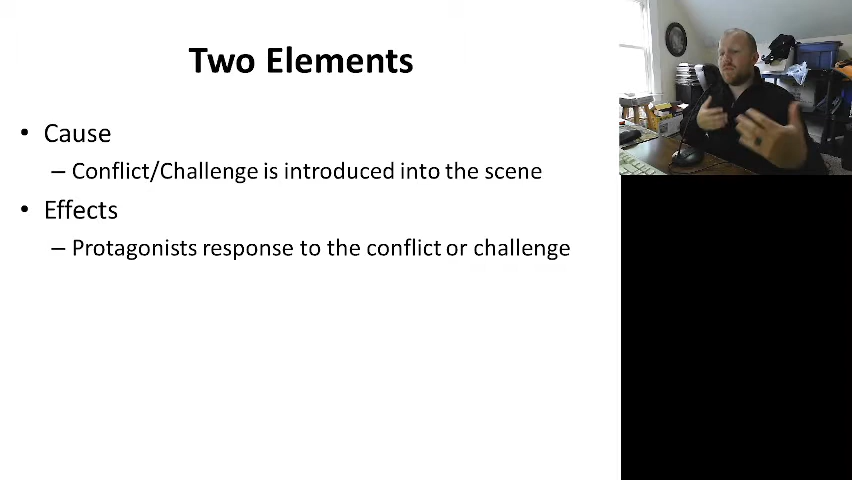 Two Elements
• Cause
– Conflict/Challenge is introduced into the scene
• Effects
– Protagonists response to the conflict or challenge